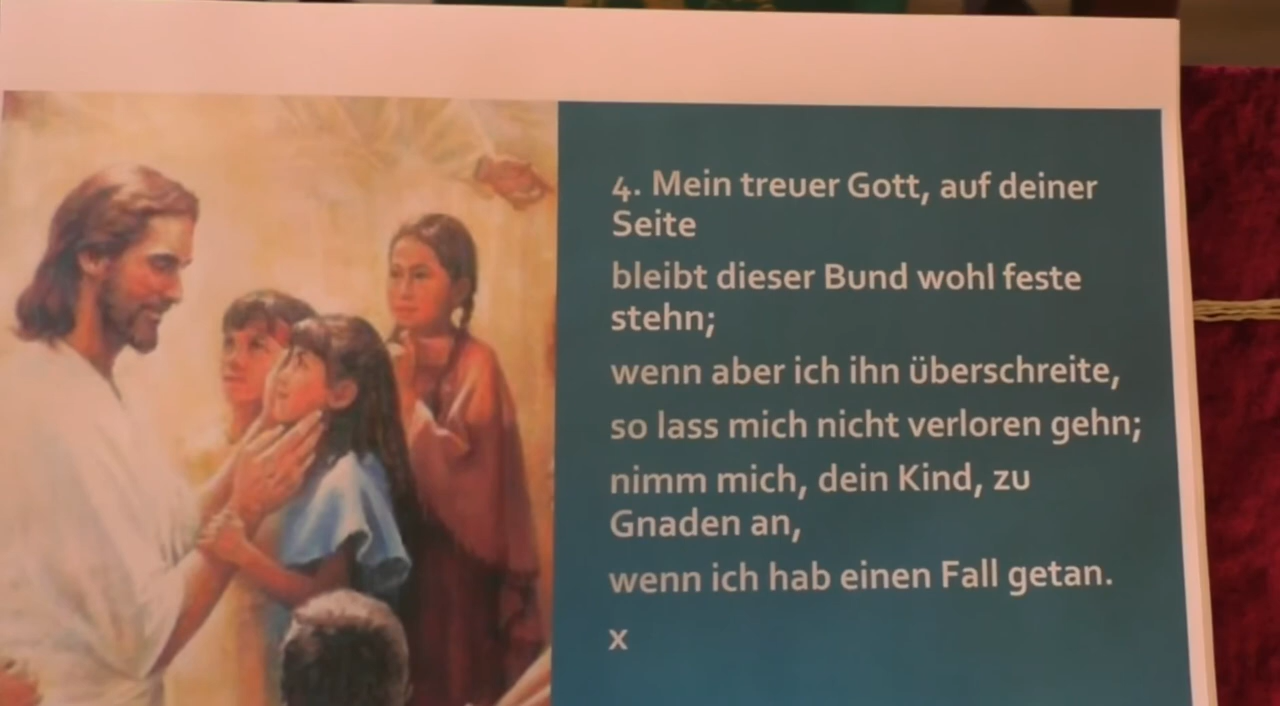 4. Mein treuer Gott, auf deiner
Seite
bleibt dieser Bund wohl feste
stehn;
wenn aber ich ihn überschreite,
so lass mich nicht verloren gehn;
nimm mich, dein Kind, zu
Gnaden an,
wenn ich hab einen Fall getan.
x